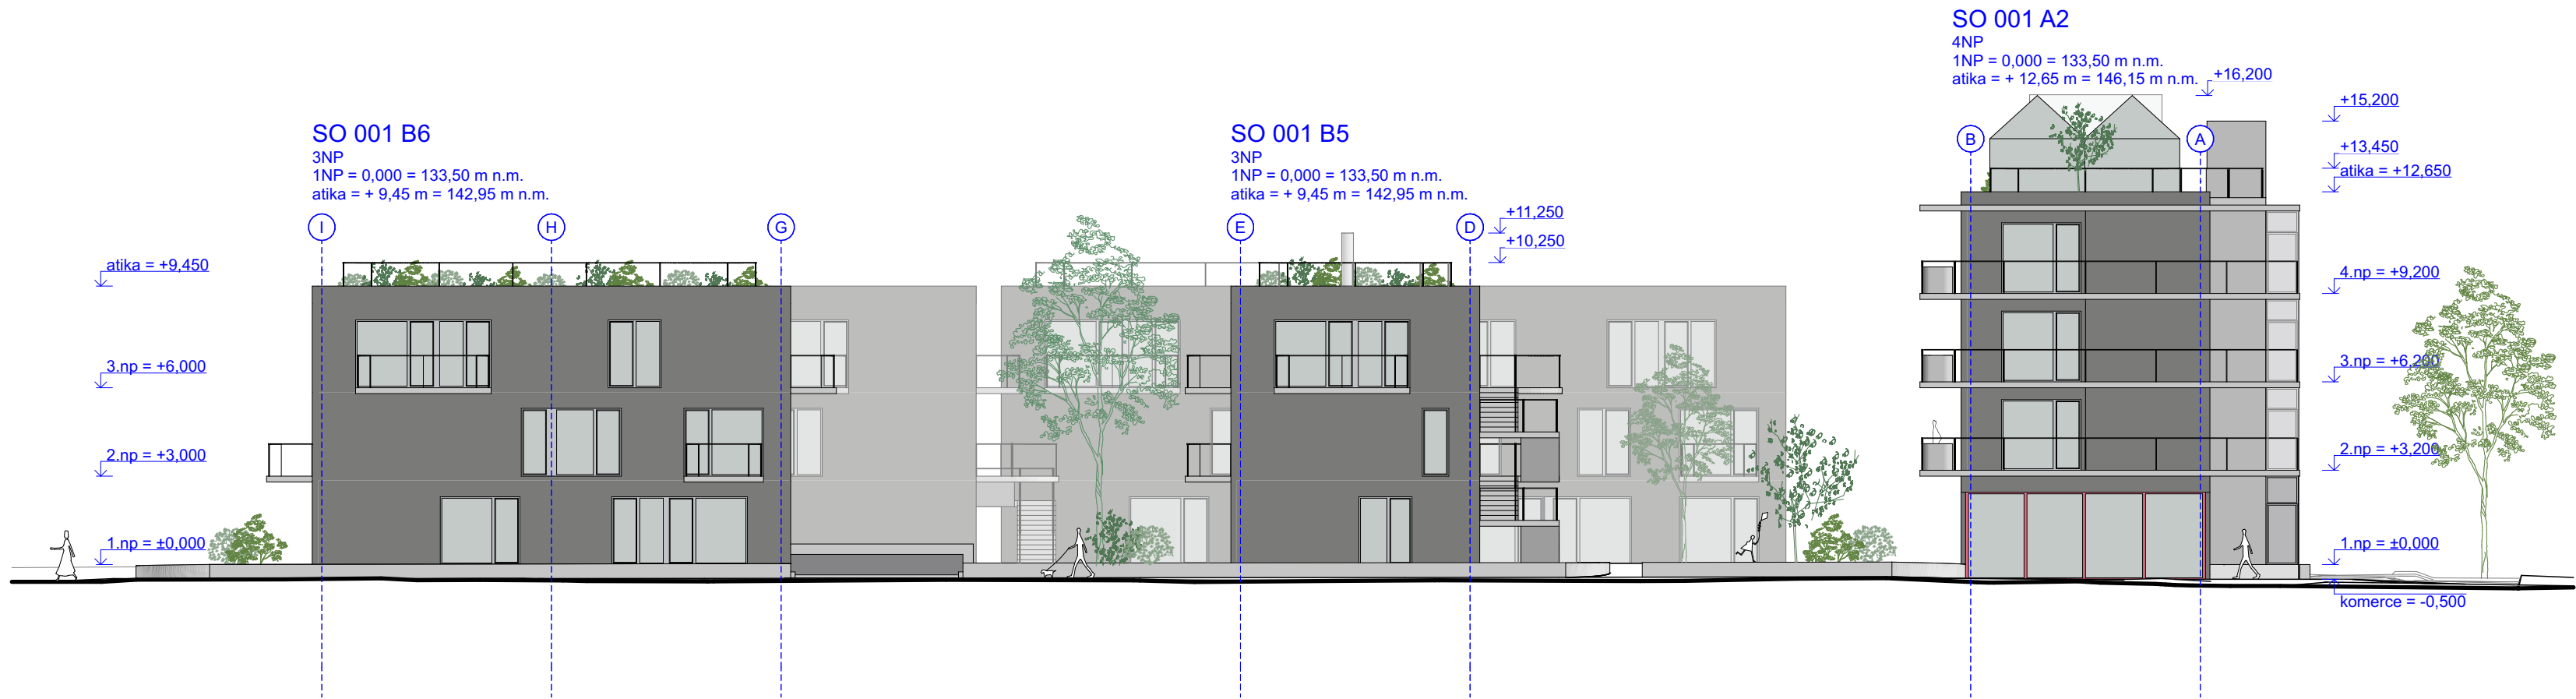 SO 001 A2
4NP
1NP = 0,000 = 133,50 m n.m.
atika = + 12,65 m = 146,15 m n.m.
+16,200
+15,200
+13,450
atika = +12,650
B
A
SO 001 B6
3NP
1NP = 0,000 = 133,50 m n.m.
atika = + 9,45 m = 142,95 m n.m.
SO 001 B5
3NP
1NP = 0,000 = 133,50 m n.m.
atika = + 9,45 m = 142,95 m n.m.
I
H
G
E
D
+11,250
+10,250
atika = +9,450
3.np = +6,000
2.np = +3,000
1.np = ±0,000
4.np = +9,200
3.np = +6,200
2.np = +3,200
1.np = ±0,000
komerce = -0,500